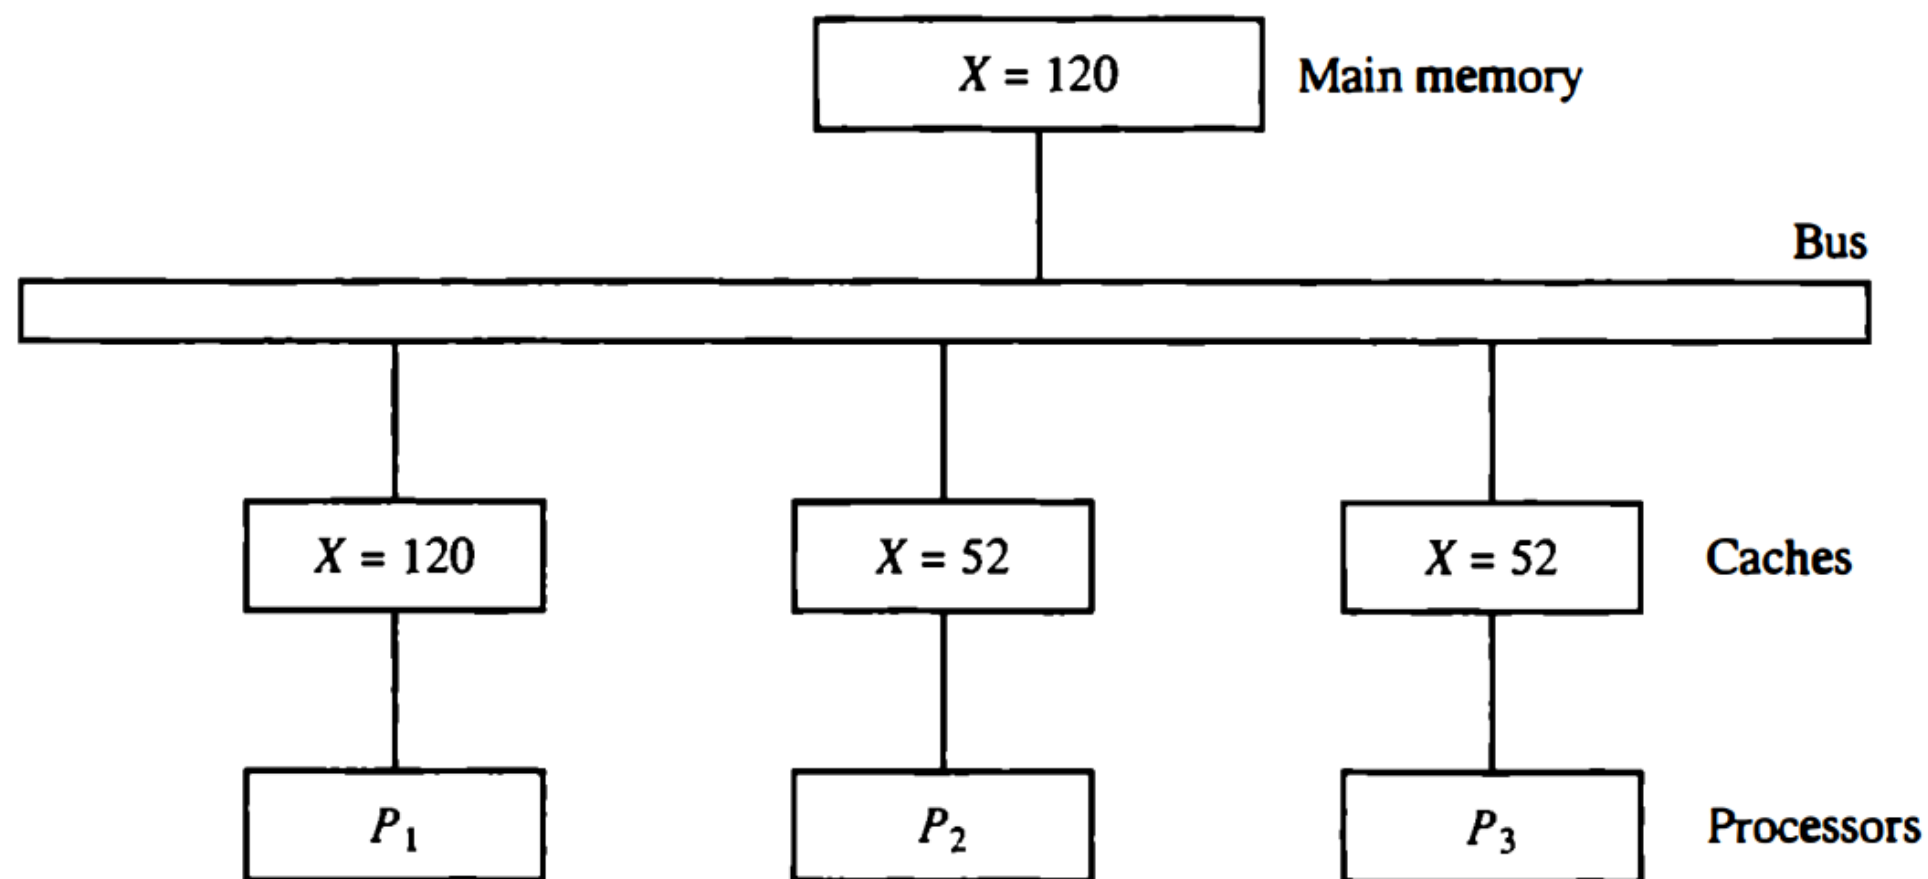 X = 120
Main memory
Bus
X = 120
X = 52
X = 52
Caches
P1
P2
P3
Processors